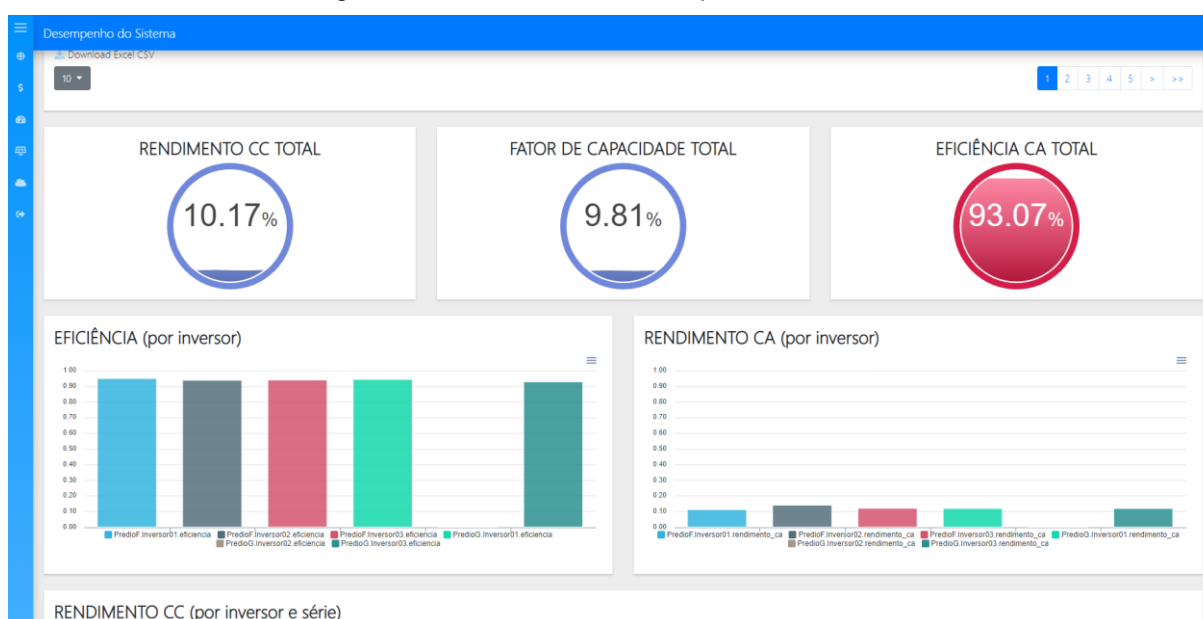 Desempenho do Sistema
Download Excel CSV
10
1 2 3 4 5 > >>
RENDIMENTO CC TOTAL
10.17%
FATOR DE CAPACIDADE TOTAL
9.81%
EFICIÊNCIA CA TOTAL
93.07%
EFICIÊNCIA (por inversor)
1.00
0.90
0.80
0.70
0.60
0.50
0.40
0.30
0.20
0.10
0.00
PredioF.Inversor01.eficiencia PredioF.Inversor02.eficiencia PredioF.Inversor03.eficiencia PredioG.Inversor01.eficiencia
PredioG.Inversor02.eficiencia PredioG.Inversor03.eficiencia
RENDIMENTO CA (por inversor)
1.00
0.90
0.80
0.70
0.60
0.50
0.40
0.30
0.20
0.10
0.00
PredioF.Inversor01.rendimento_ca PredioF.Inversor02.rendimento_ca PredioF.Inversor03.rendimento_ca PredioG.Inversor01.rendimento_ca
PredioG.Inversor02.rendimento_ca PredioG.Inversor03.rendimento_ca
RENDIMENTO CC (por inversor e série)